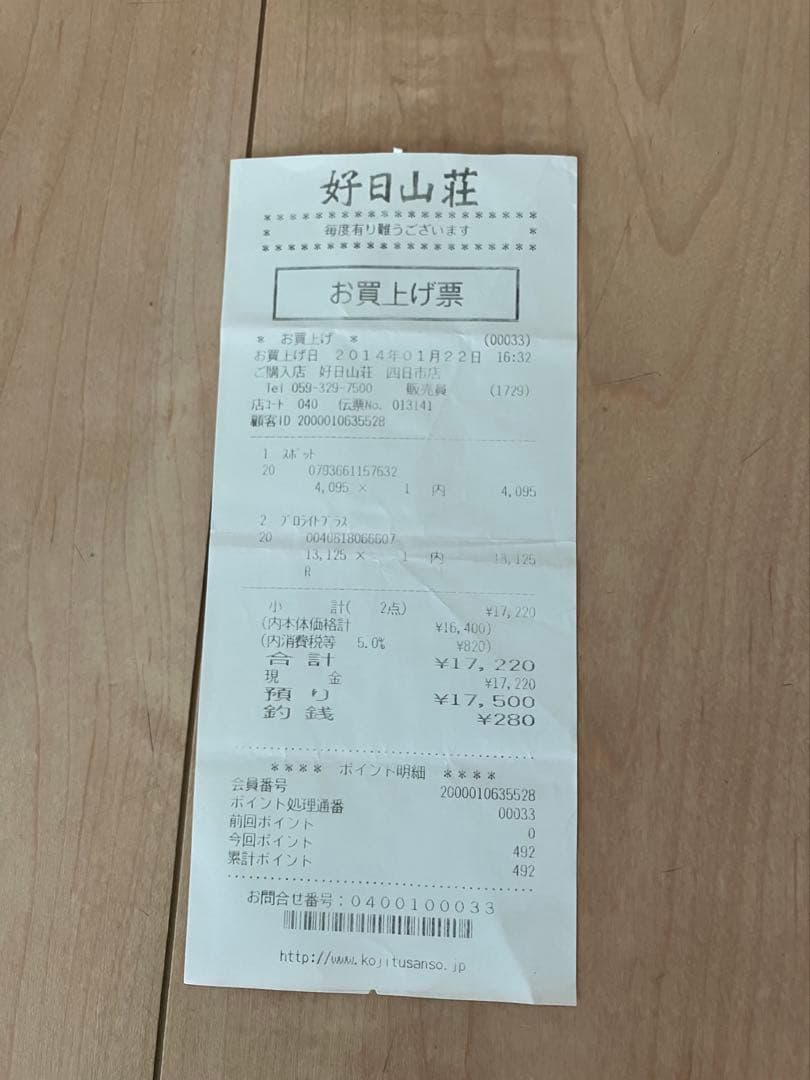 好日山荘
* * * * * * * * * * * * * * * * * * * *
* 毎度有り難うございます *
* * * * * * * * * * * * * * * * * * * *
お買上げ票
* お買上げ * (00033)
お買上げ日 2014年01月22日 16:32
ご購入店 好日山荘 四日市店
Tel 059-329-7500 販売員 (1729)
店ｺｰﾄﾞ 040 伝票No. 013141
顧客ID 2000010635528
1 ｽﾎﾟｯﾄ
20 0793661157632
4,095 × 1 内 4,095
2 ﾌﾟﾛﾗｲﾄﾌﾟﾗｽ
20 0040818066607
13,125 × 1 内 13,125
R
小 計( 2点) ¥17,220
(内本体価格計 ¥16,400)
(内消費税等 5.0% ¥820)
合計 ¥17,220
現 金 ¥17,220
預り ¥17,500
釣銭 ¥280
* * * * ポイント明細 * * * *
会員番号 2000010635528
ポイント処理通番 00033
前回ポイント 0
今回ポイント 492
累計ポイント 492
お問合せ番号:0400100033
http://www.kojitusanso.jp